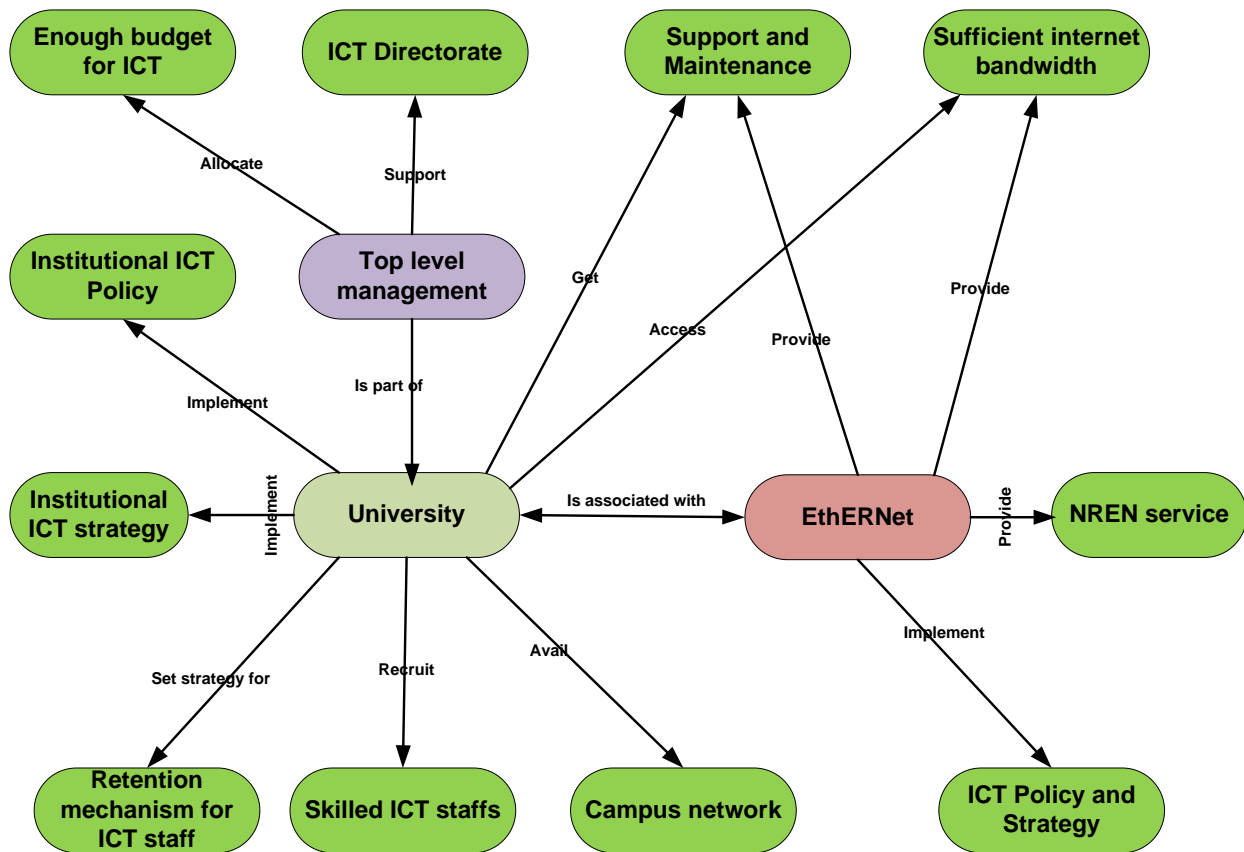 Enough budget
for ICT
ICT Directorate
Support and
Maintenance
Sufficient internet
bandwidth
Allocate
Support
Institutional ICT
Policy
Top level
management
Get
Provide
Access
Provide
Is part of
Implement
Institutional
ICT strategy
Implement
University
Is associated with
EthERNet
Provide
NREN service
Implement
Avail
Recruit
Set strategy for
Retention
mechanism for
ICT staff
Skilled ICT staffs
Campus network
ICT Policy and
Strategy